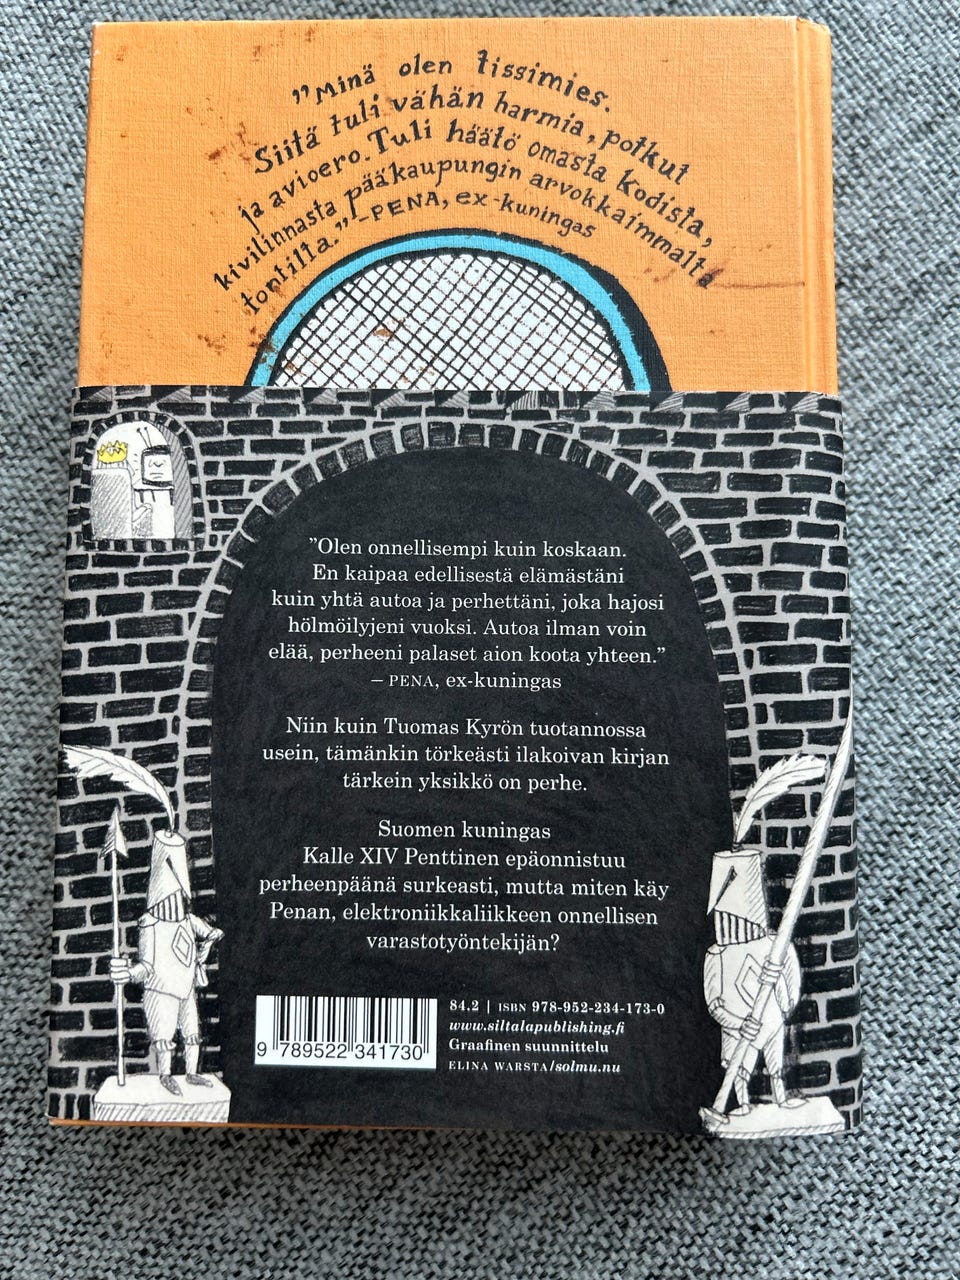 ”Minä olen tissimies.
Siitä tuli vähän harmia, potkut
ja avioero. Tuli häätö omasta kodista,
kivilinnasta pääkaupungin arvokkaimmalta
tontilta.” –PENA, ex-kuningas
”Olen onnellisempi kuin koskaan.
En kaipaa edellisestä elämästäni
kuin yhtä autoa ja perhettäni, joka hajosi
hölmöilyjeni vuoksi. Autoa ilman voin
elää, perheeni palaset aion koota yhteen.”
– PENA, ex-kuningas
Niin kuin Tuomas Kyrön tuotannossa
usein, tämänkin törkeästi ilakoivan kirjan
tärkein yksikkö on perhe.
Suomen kuningas
Kalle XIV Penttinen epäonnistuu
perheenpäänä surkeasti, mutta miten käy
Penan, elektroniikkaliikkeen onnellisen
varastotyöntekijän?
84.2 | ISBN 978-952-234-173-0
www.siltalapublishing.fi
Graafinen suunnittelu
ELINA WARSTA/solmu.nu
9 789522 341730